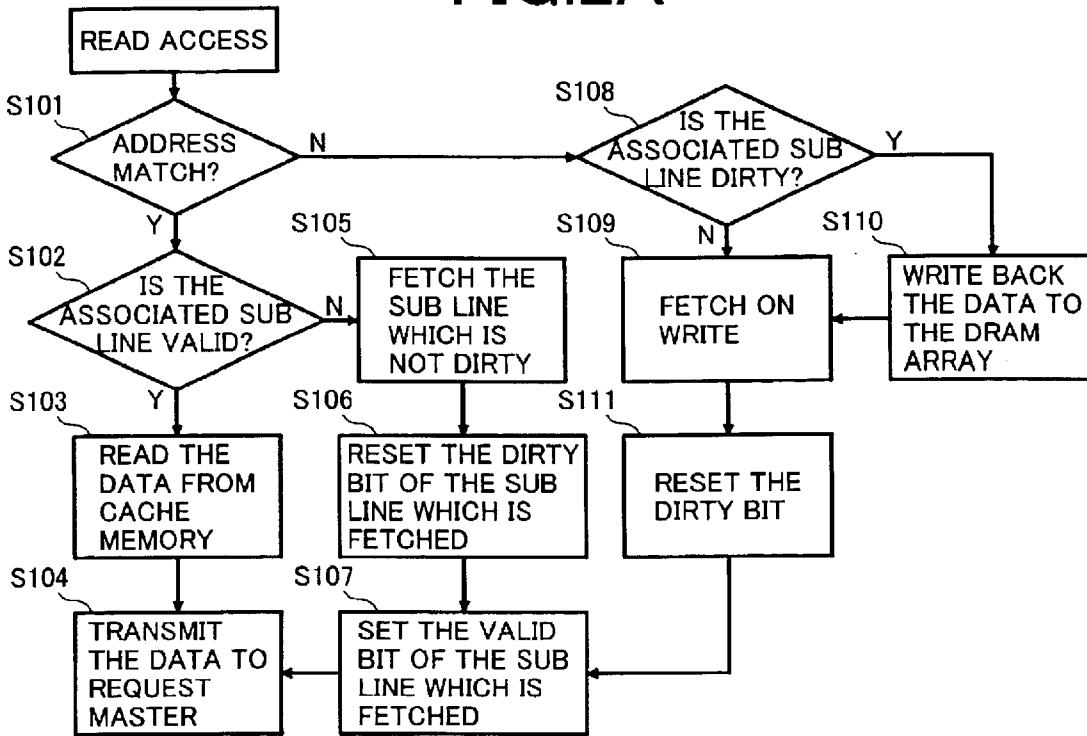 READ ACCESS
S101
ADDRESS
MATCH?
N
Y
S108
IS THE
ASSOCIATED SUB
LINE DIRTY?
Y
N
S102
IS THE
ASSOCIATED SUB
LINE VALID?
N
Y
S105
FETCH THE
SUB LINE
WHICH IS
NOT DIRTY
S109
FETCH ON
WRITE
S110
WRITE BACK
THE DATA TO
THE DRAM
ARRAY
S103
READ THE
DATA FROM
CACHE
MEMORY
S106
RESET THE DIRTY
BIT OF THE SUB
LINE WHICH IS
FETCHED
S111
RESET THE
DIRTY BIT
S104
TRANSMIT
THE DATA TO
REQUEST
MASTER
S107
SET THE VALID
BIT OF THE SUB
LINE WHICH IS
FETCHED